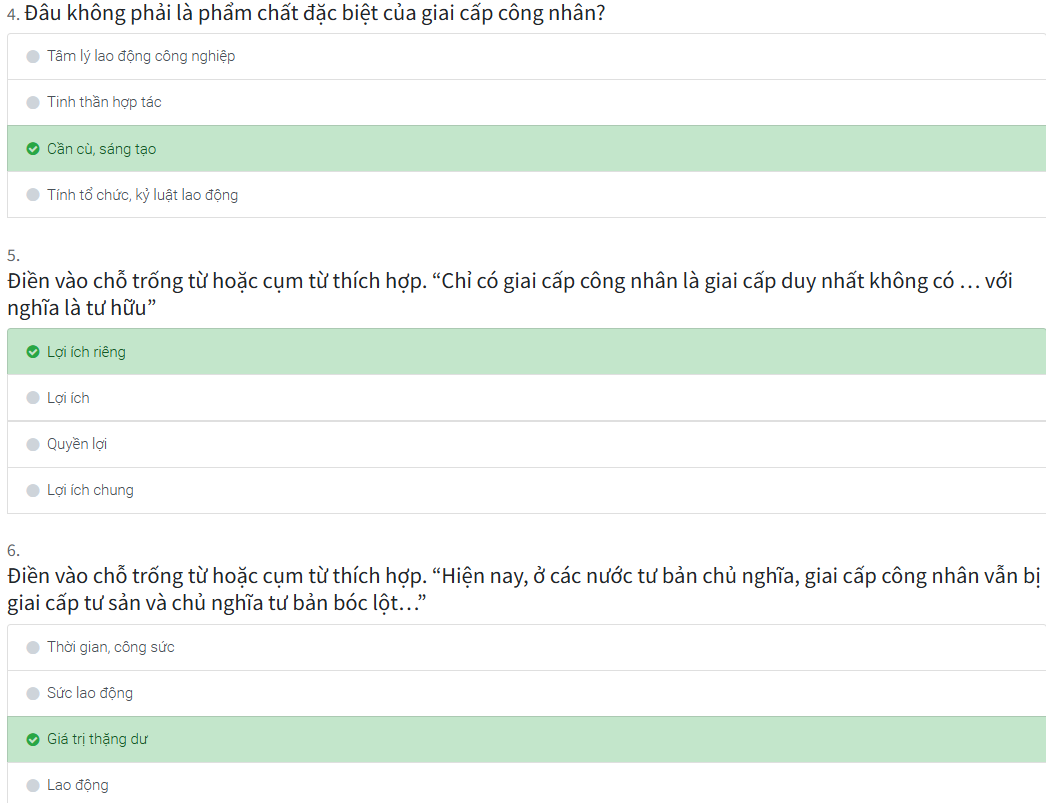 4. Đâu không phải là phẩm chất đặc biệt của giai cấp công nhân?
Tâm lý lao động công nghiệp
Tinh thần hợp tác
Cần cù, sáng tạo
Tính tổ chức, kỷ luật lao động
5.
Điền vào chỗ trống từ hoặc cụm từ thích hợp. “Chỉ có giai cấp công nhân là giai cấp duy nhất không có … với
nghĩa là tư hữu”
Lợi ích riêng
Lợi ích
Quyền lợi
Lợi ích chung
6.
Điền vào chỗ trống từ hoặc cụm từ thích hợp. “Hiện nay, ở các nước tư bản chủ nghĩa, giai cấp công nhân vẫn bị
giai cấp tư sản và chủ nghĩa tư bản bóc lột…”
Thời gian, công sức
Sức lao động
Giá trị thặng dư
Lao động